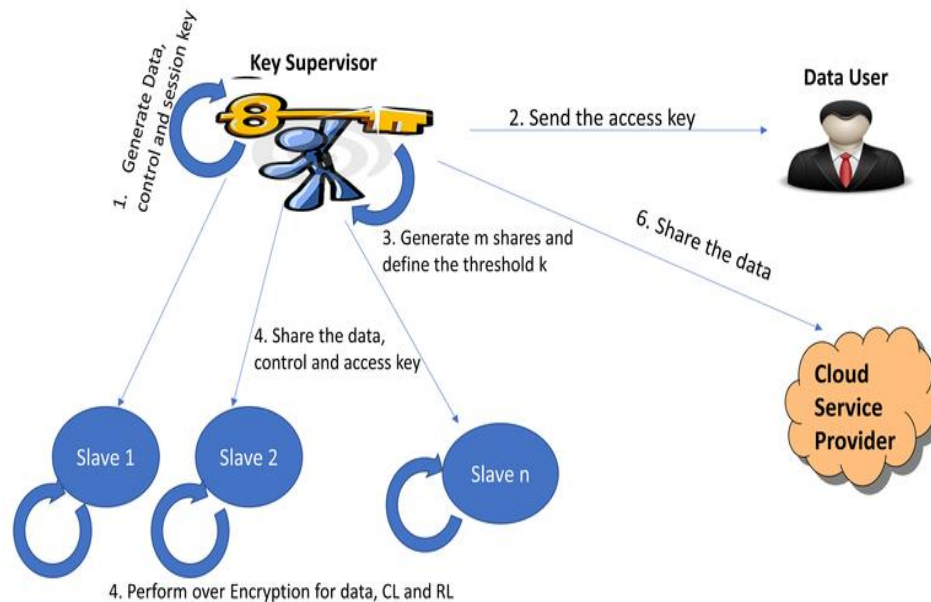 Key Supervisor
Data User
1. Generate Data,
control and session key
2. Send the access key
3. Generate m shares and
define the threshold k
6. Share the data
4. Share the data,
control and access key
Cloud
Service
Provider
Slave 1
Slave 2
Slave n
4. Perform over Encryption for data, CL and RL